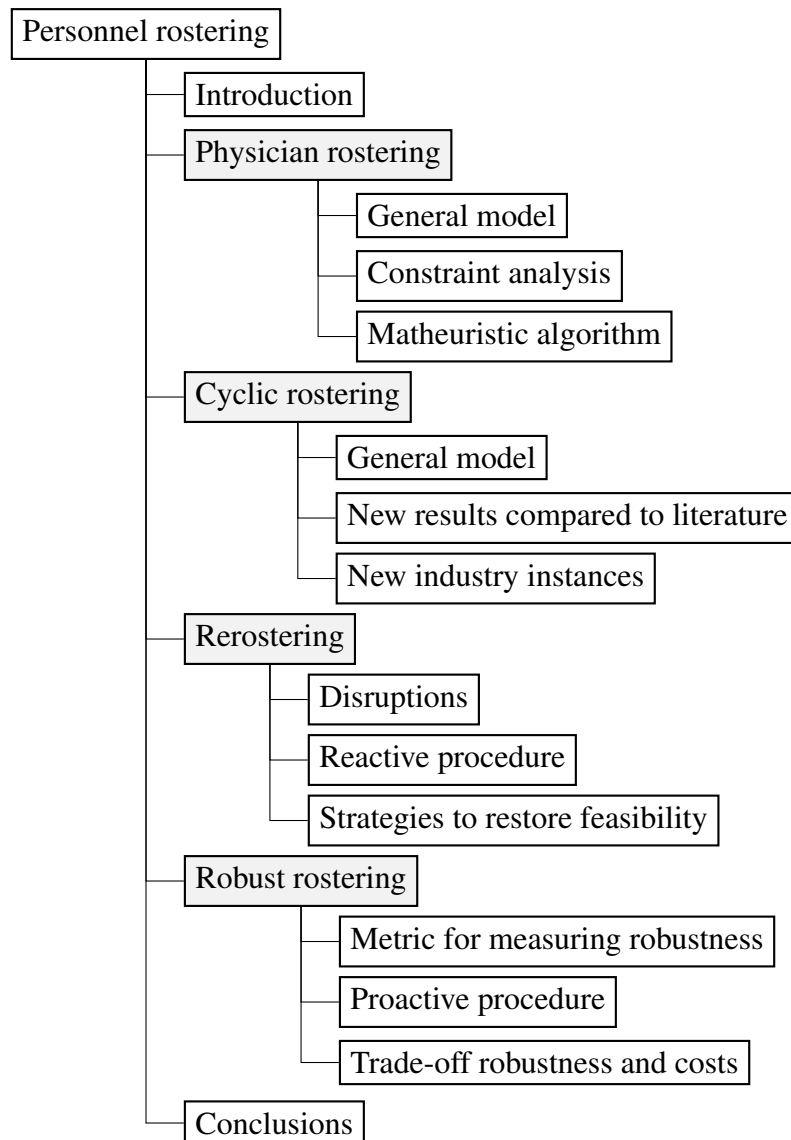 Personnel rostering
Introduction
Physician rostering
General model
Constraint analysis
Matheuristic algorithm
Cyclic rostering
General model
New results compared to literature
New industry instances
Rerostering
Disruptions
Reactive procedure
Strategies to restore feasibility
Robust rostering
Metric for measuring robustness
Proactive procedure
Trade-off robustness and costs
Conclusions